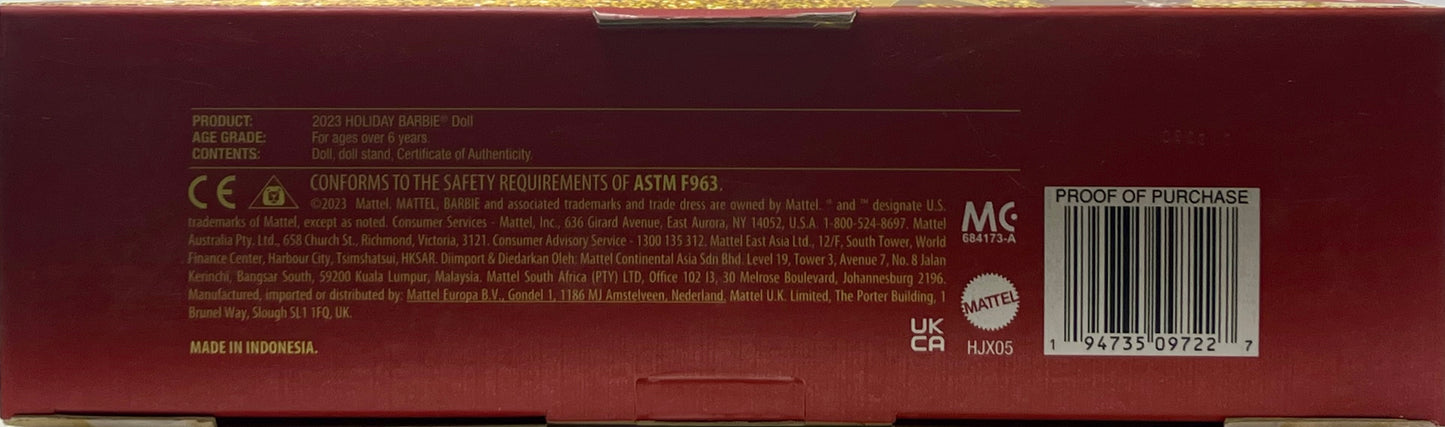 PRODUCT: 2023 HOLIDAY BARBIE® Doll
AGE GRADE: For ages over 6 years.
CONTENTS: Doll, doll stand, Certificate of Authenticity.
CE CONFORMS TO THE SAFETY REQUIREMENTS OF ASTM F963.
©2023 Mattel. MATTEL, BARBIE and associated trademarks and trade dress are owned by Mattel. ® and ™ designate U.S.
trademarks of Mattel, except as noted. Consumer Services - Mattel, Inc., 636 Girard Avenue, East Aurora, NY 14052, U.S.A. 1-800-524-8697. Mattel
Australia Pty. Ltd., 658 Church St., Richmond, Victoria, 3121. Consumer Advisory Service - 1300 135 312. Mattel East Asia Ltd., 12/F, South Tower, World
Finance Center, Harbour City, Tsimshatsui, HKSAR. Diimport & Diedarkan Oleh: Mattel Continental Asia Sdn Bhd. Level 19, Tower 3, Avenue 7, No. 8 Jalan
Kerinchi, Bangsar South, 59200 Kuala Lumpur, Malaysia. Mattel South Africa (PTY) LTD, Office 102 I3, 30 Melrose Boulevard, Johannesburg 2196.
Manufactured, imported or distributed by: Mattel Europa B.V., Gondel 1, 1186 MJ Amstelveen, Nederland. Mattel U.K. Limited, The Porter Building, 1
Brunel Way, Slough SL1 1FQ, UK.
MADE IN INDONESIA.
MC
684173-A
MATTEL
UK
CA
HJX05
PROOF OF PURCHASE
1 94735 09722 7